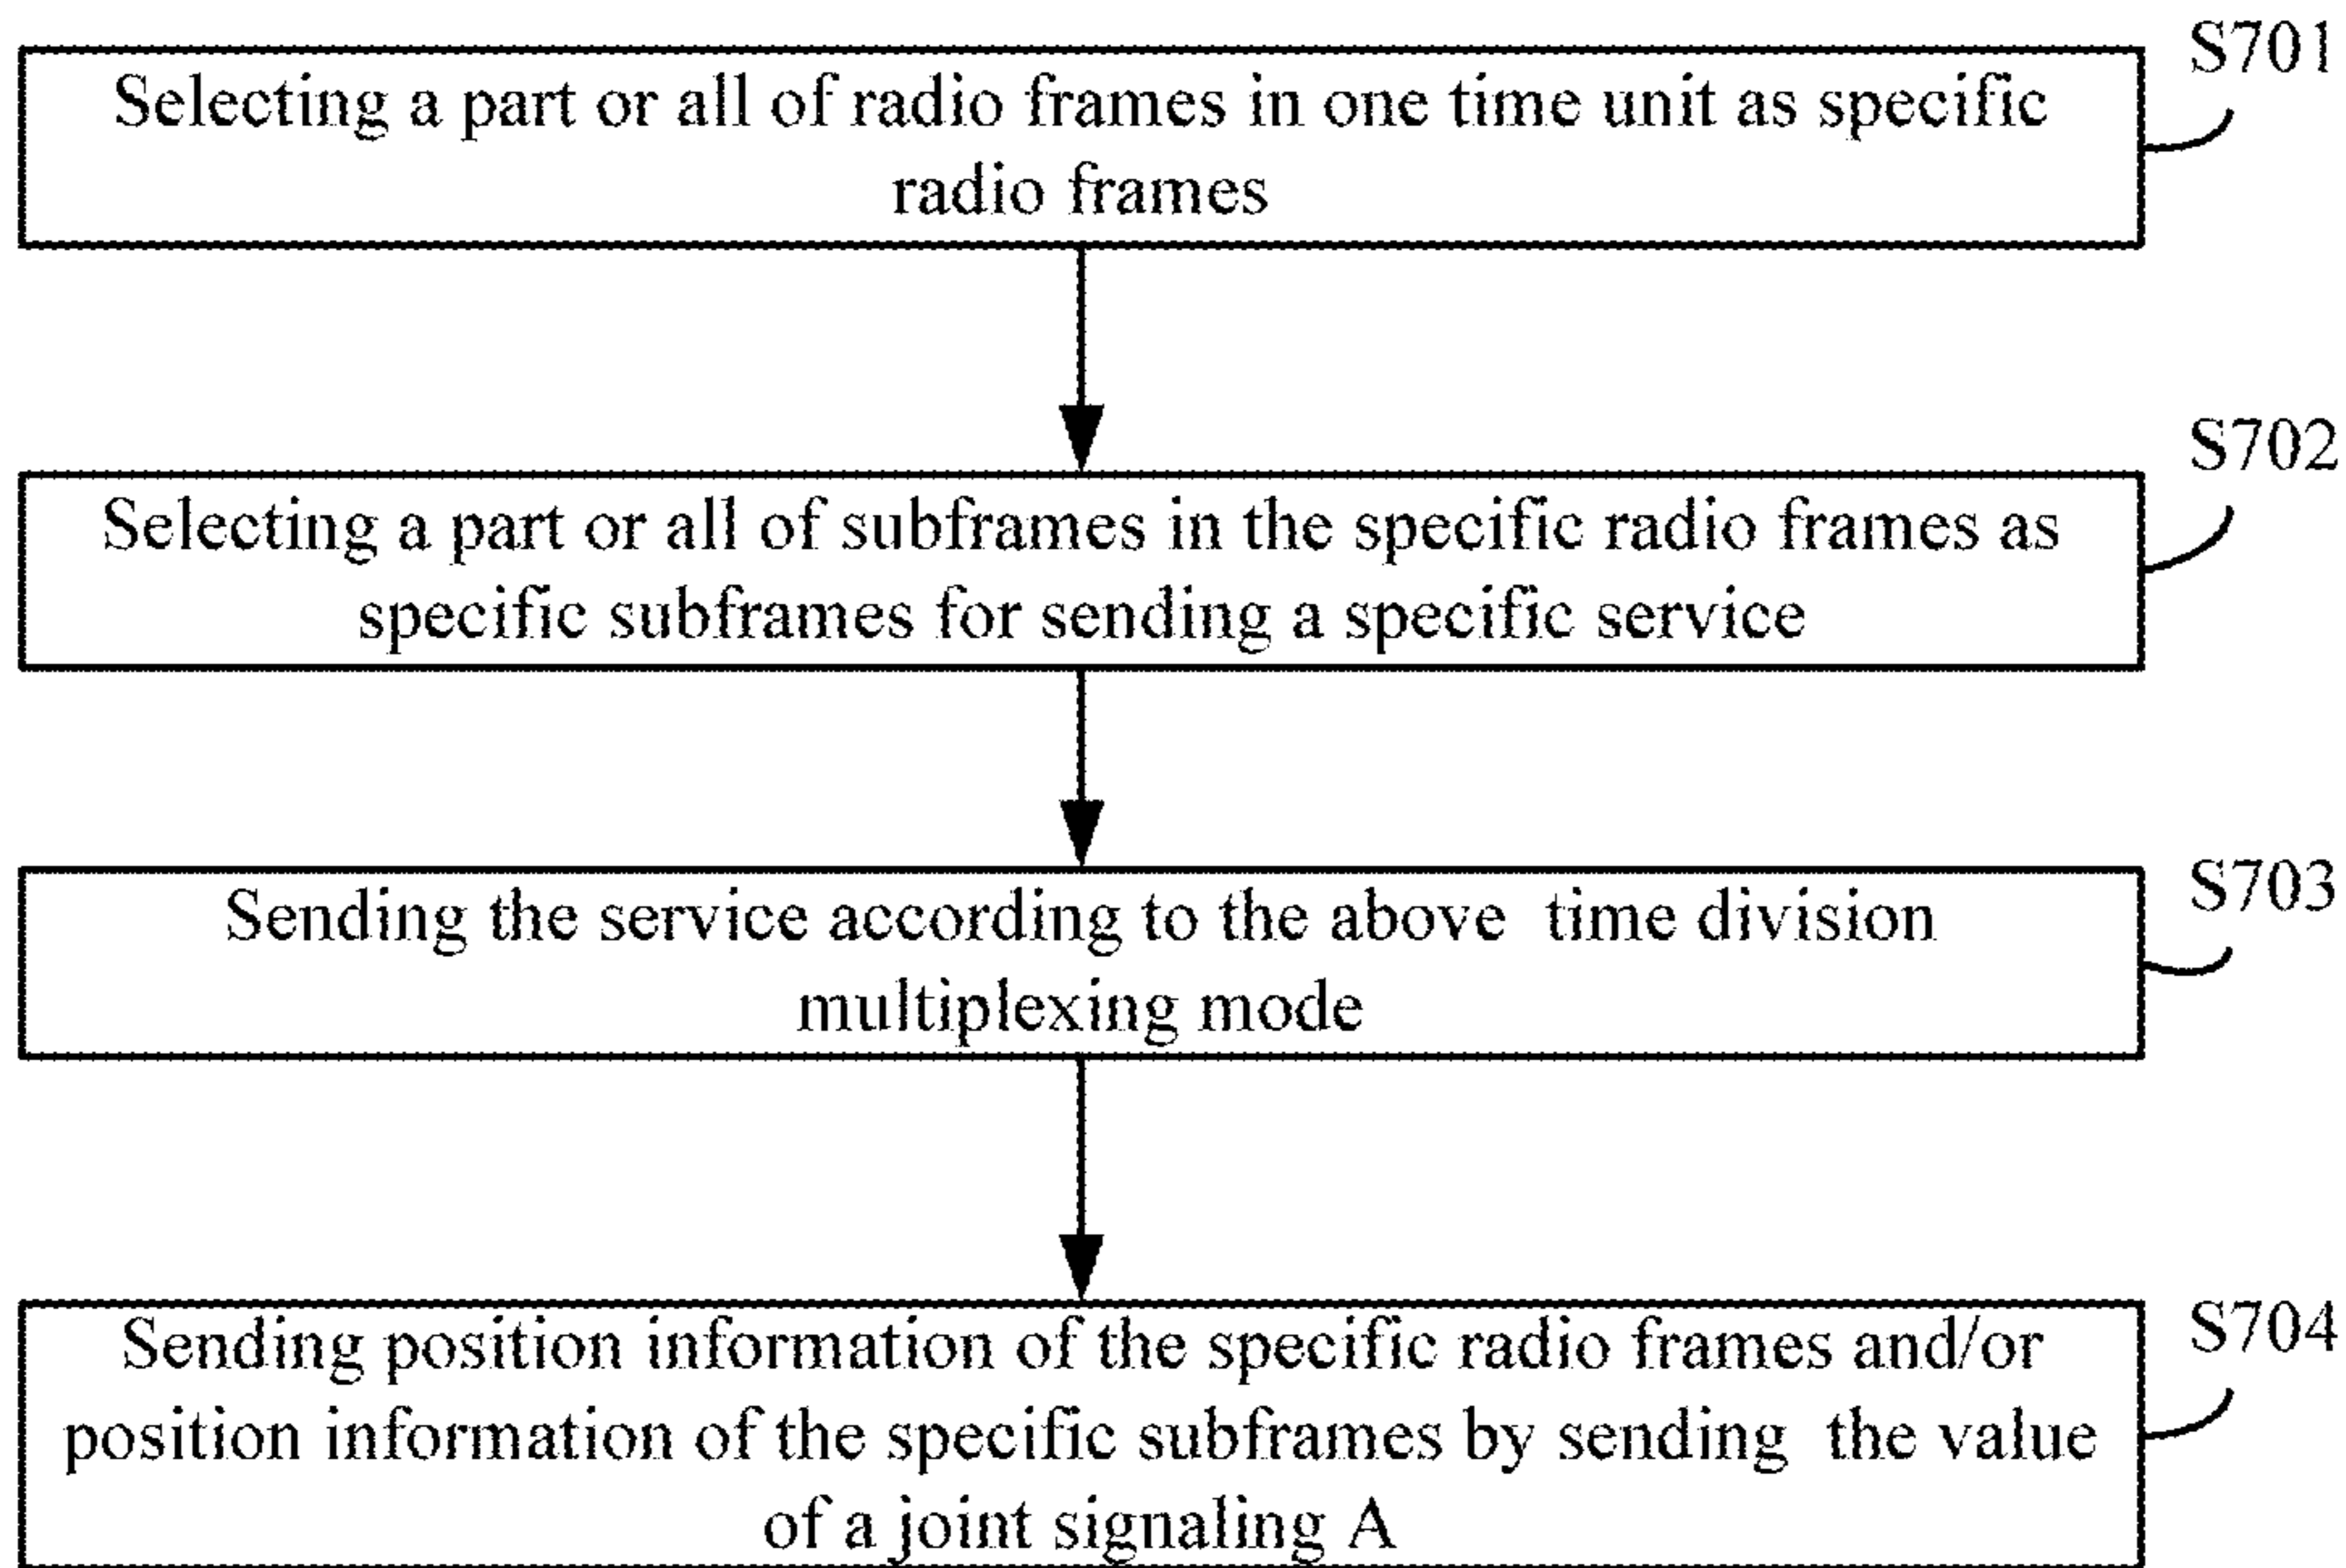 S701
Selecting a part or all of radio frames in one time unit as specific
radio frames
S702
Selecting a part or all of subframes in the specific radio frames as
specific subframes for sending a specific service
S703
Sending the service according to the above time division
multiplexing mode
S704
Sending position information of the specific radio frames and/or
position information of the specific subframes by sending the value
of a joint signaling A